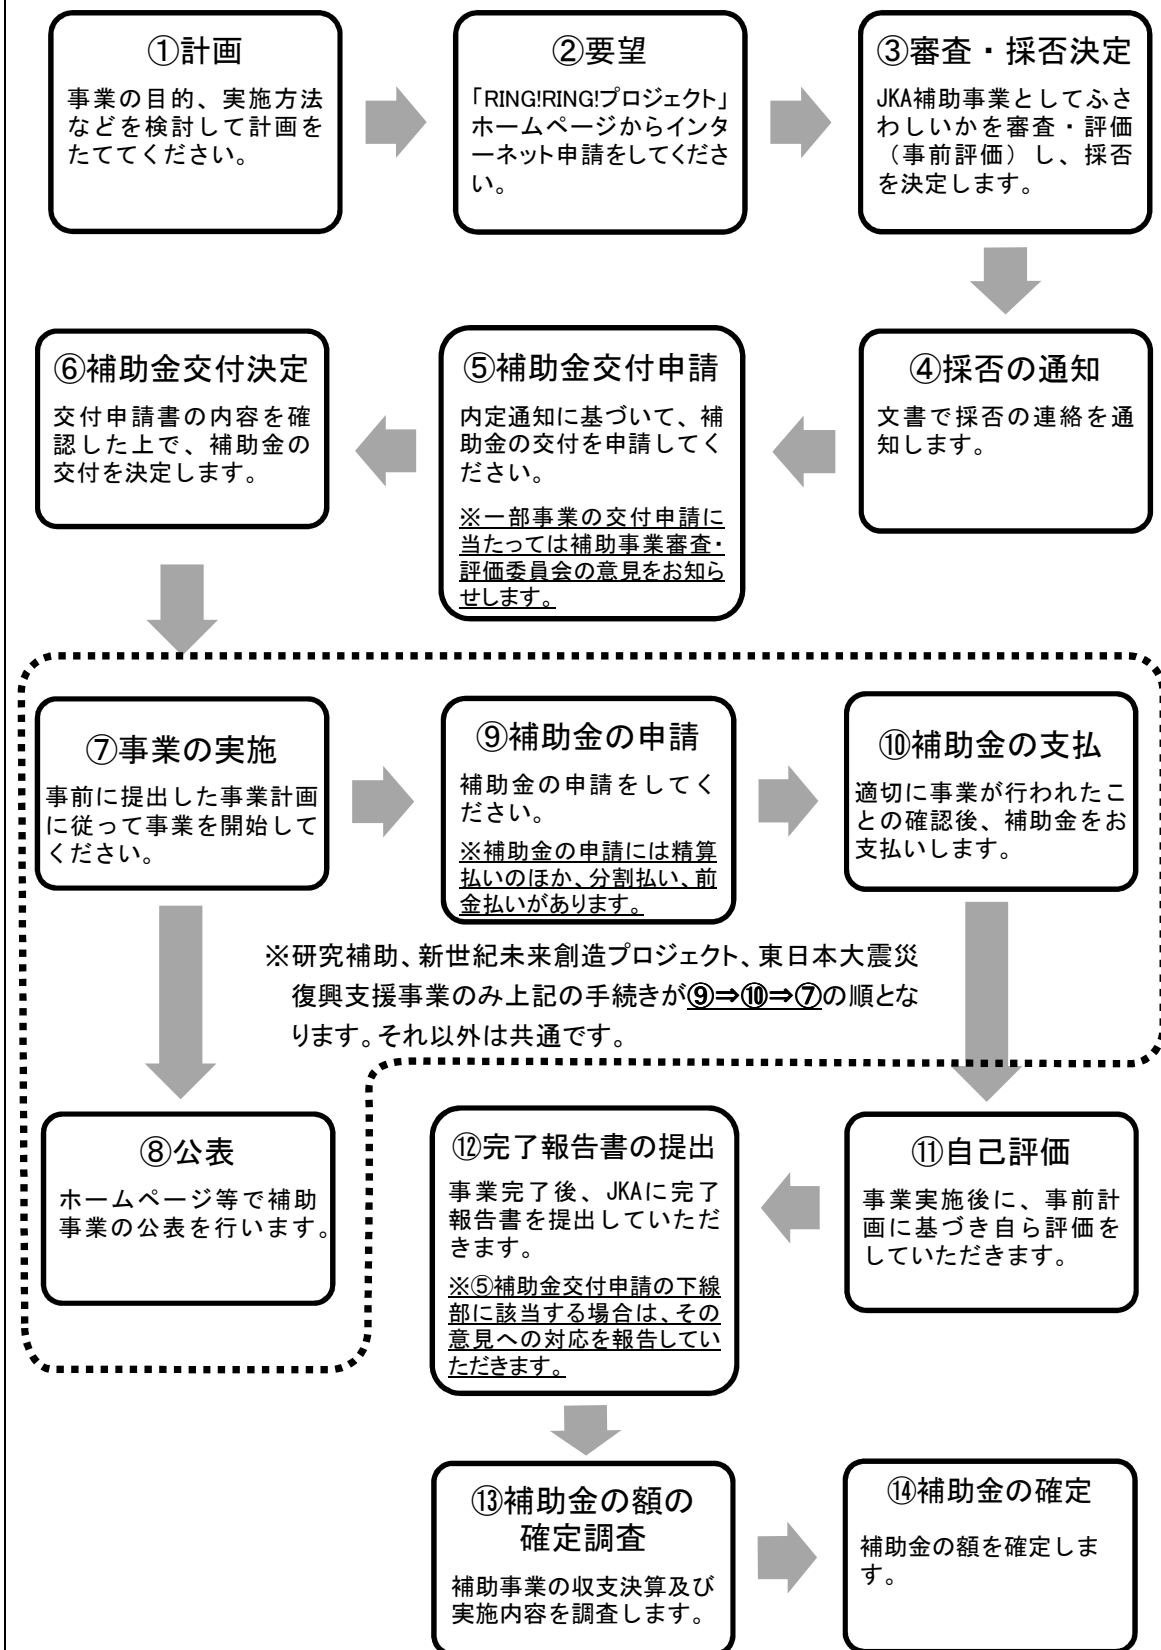 ①計画
事業の目的、実施方法
などを検討して計画を
たててください。
②要望
「RING!RING!プロジェクト」
ホームページからインタ
ーネット申請をしてくださ
い。
③審査・採否決定
JKA補助事業としてふさ
わしいかを審査・評価
（事前評価）し、採否
を決定します。
④採否の通知
文書で採否の連絡を通
知します。
⑤補助金交付申請
内定通知に基づいて、補
助金の交付を申請してく
ださい。
※一部事業の交付申請に
当たっては補助事業審査・
評価委員会の意見をお知ら
せします。
⑥補助金交付決定
交付申請書の内容を確
認した上で、補助金の
交付を決定します。
⑦事業の実施
事前に提出した事業計画
に従って事業を開始して
ください。
⑨補助金の申請
補助金の申請をしてく
ださい。
※補助金の申請には精算
払いのほか、分割払い、前
金払いがあります。
⑩補助金の支払
適切に事業が行われたこ
との確認後、補助金をお
支払いします。
※研究補助、新世紀未来創造プロジェクト、東日本大震災
復興支援事業のみ上記の手続きが⑨⇒⑩⇒⑦の順とな
ります。それ以外は共通です。
⑧公表
ホームページ等で補助
事業の公表を行います。
⑪自己評価
事業実施後に、事前計
画に基づき自ら評価を
していただきます。
⑫完了報告書の提出
事業完了後、JKAに完了
報告書を提出していただ
きます。
※⑤補助金交付申請の下線
部に該当する場合は、その
意見への対応を報告してい
ただきます。
⑬補助金の額の
確定調査
補助事業の収支決算及び
実施内容を調査します。
⑭補助金の確定
補助金の額を確定しま
す。